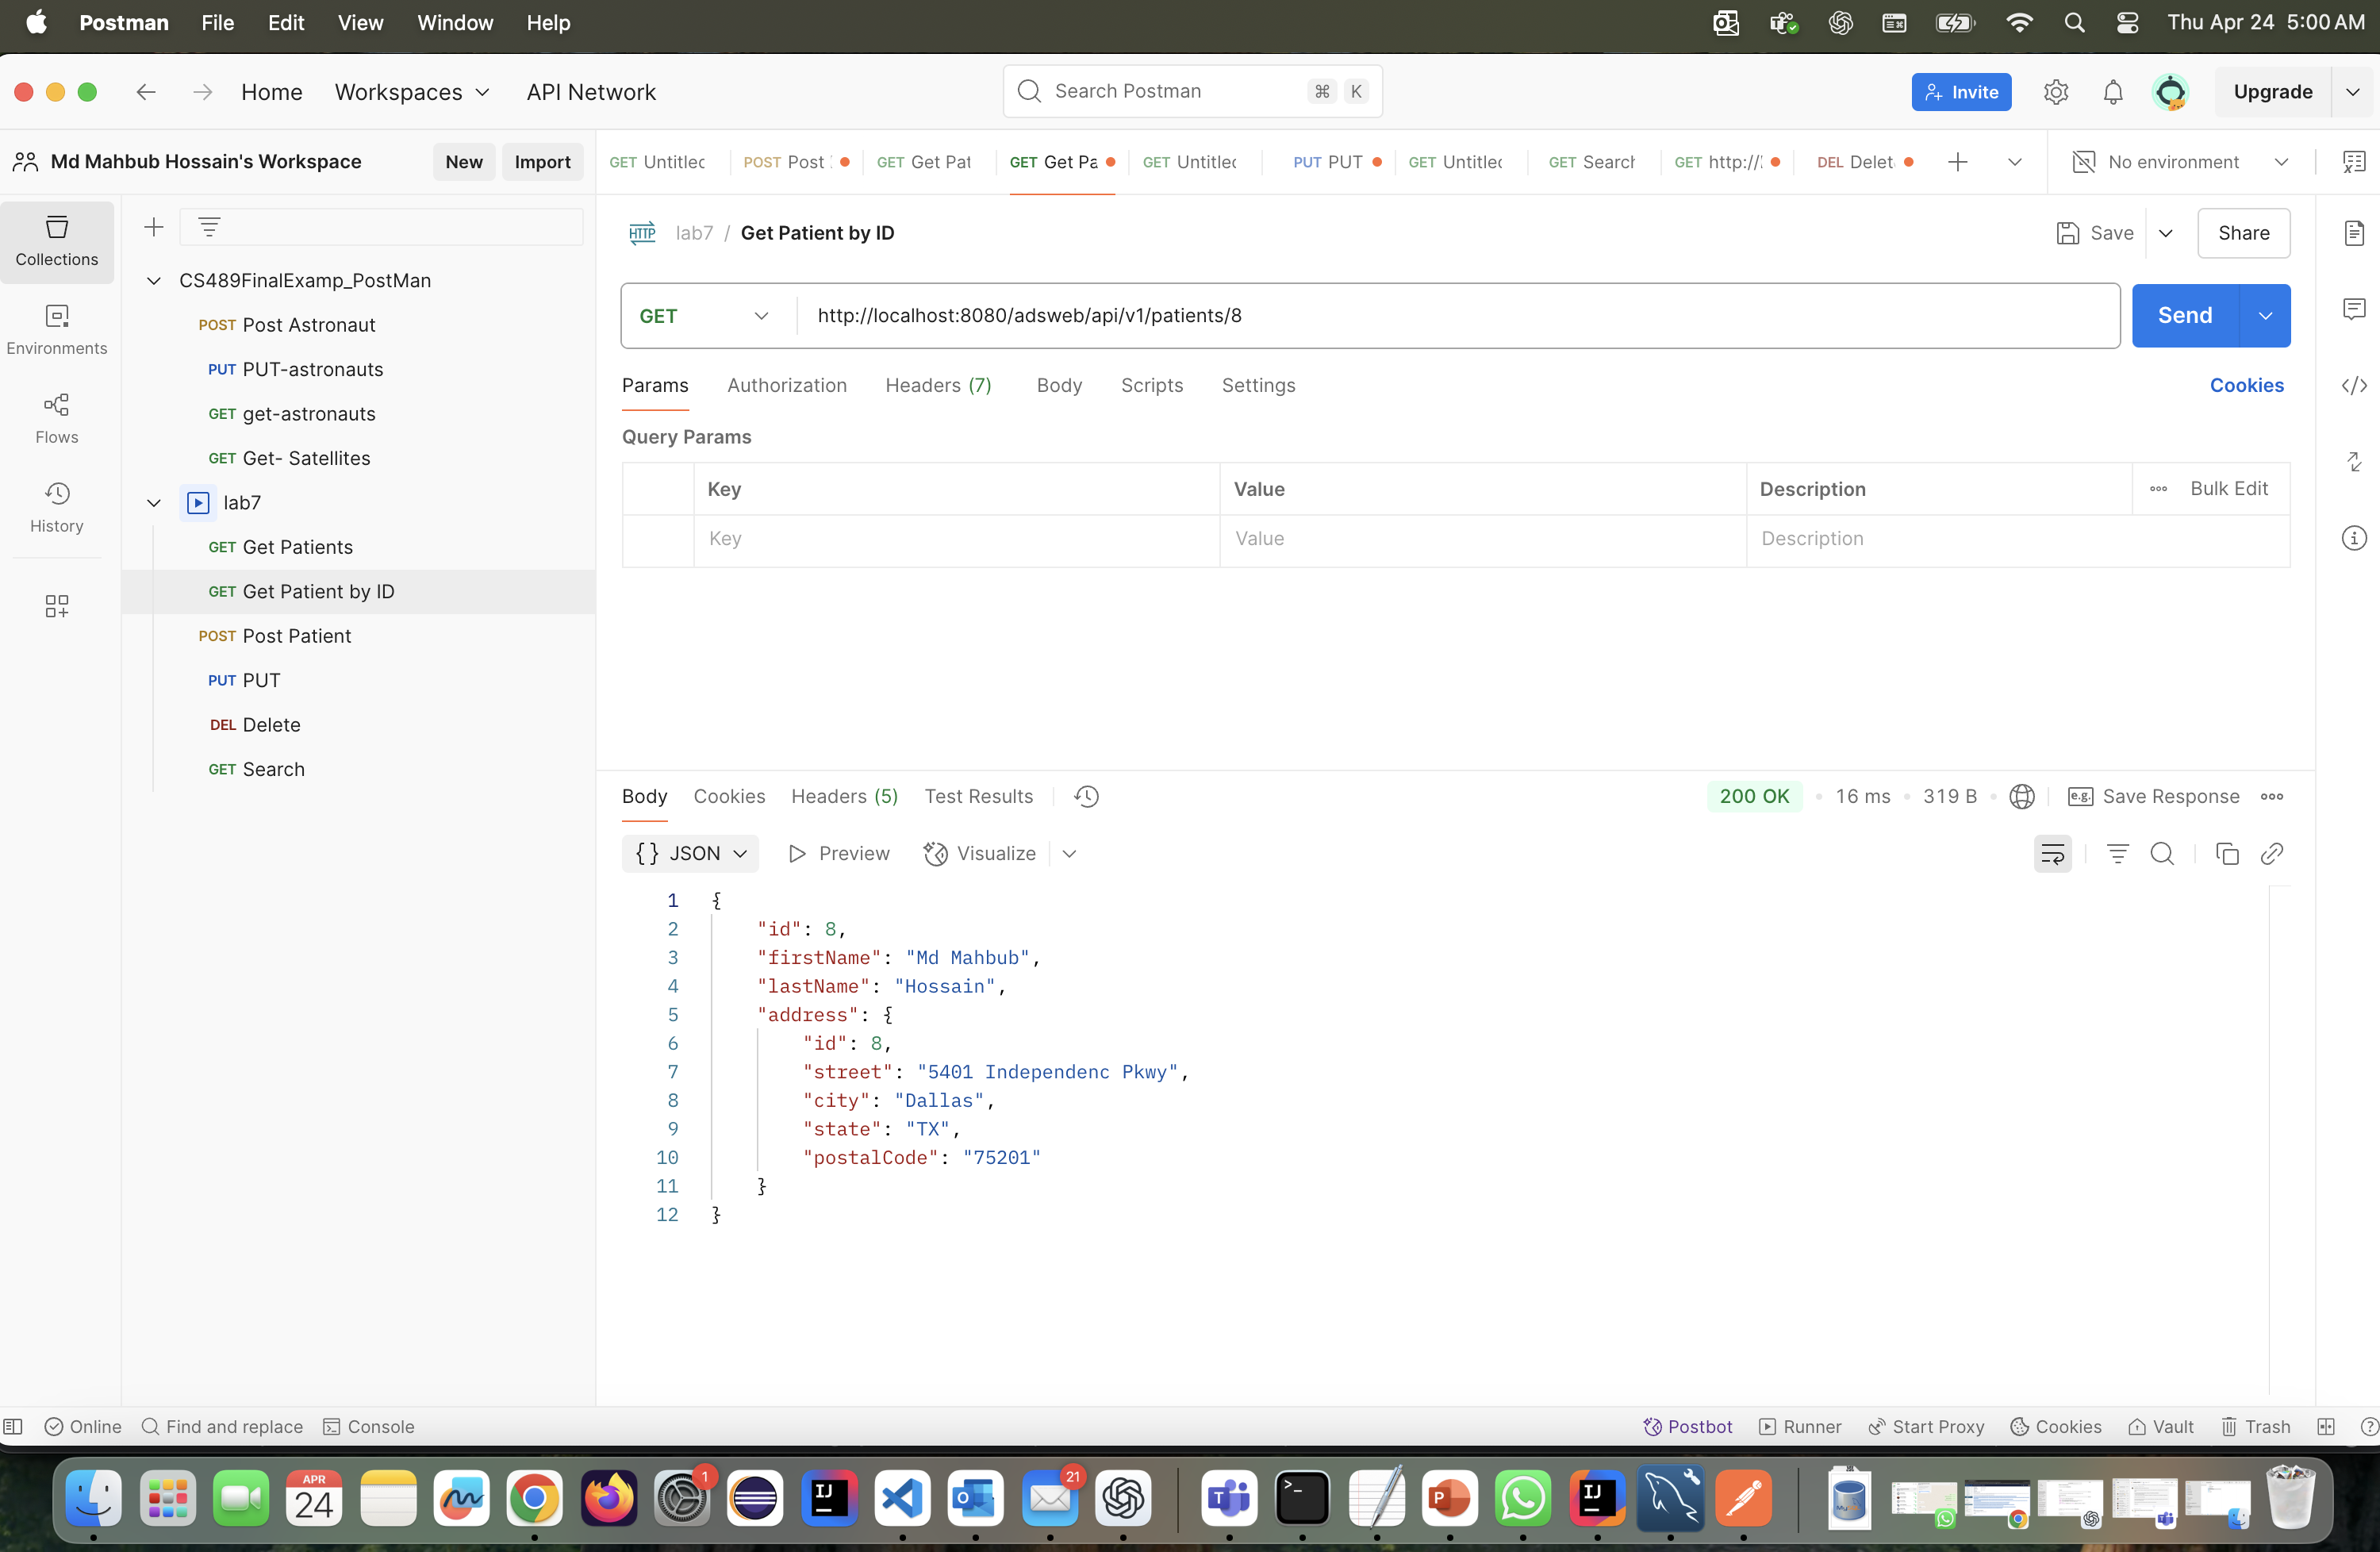 Postman File Edit View Window Help Thu Apr 24 5:00 AM
Home Workspaces API Network Search Postman ⌘ K Invite Upgrade
Md Mahbub Hossain's Workspace New Import
GET Untitled POST Post GET Get Pat GET Get Pa GET Untitled PUT PUT GET Untitled GET Search GET http:// DEL Delet No environment
Collections
Environments
Flows
History
CS489FinalExamp_PostMan
POST Post Astronaut
PUT PUT-astronauts
GET get-astronauts
GET Get- Satellites
lab7
GET Get Patients
GET Get Patient by ID
POST Post Patient
PUT PUT
DEL Delete
GET Search
HTTP lab7 / Get Patient by ID Save Share
GET http://localhost:8080/adsweb/api/v1/patients/8 Send
Params Authorization Headers (7) Body Scripts Settings Cookies
Query Params
Key Value Description Bulk Edit
Key Value Description
Body Cookies Headers (5) Test Results 200 OK 16 ms 319 B e.g. Save Response
{} JSON Preview Visualize
1 {
2 "id": 8,
3 "firstName": "Md Mahbub",
4 "lastName": "Hossain",
5 "address": {
6 "id": 8,
7 "street": "5401 Independenc Pkwy",
8 "city": "Dallas",
9 "state": "TX",
10 "postalCode": "75201"
11 }
12 }
Online Find and replace Console Postbot Runner Start Proxy Cookies Vault Trash
APR
24
1
21